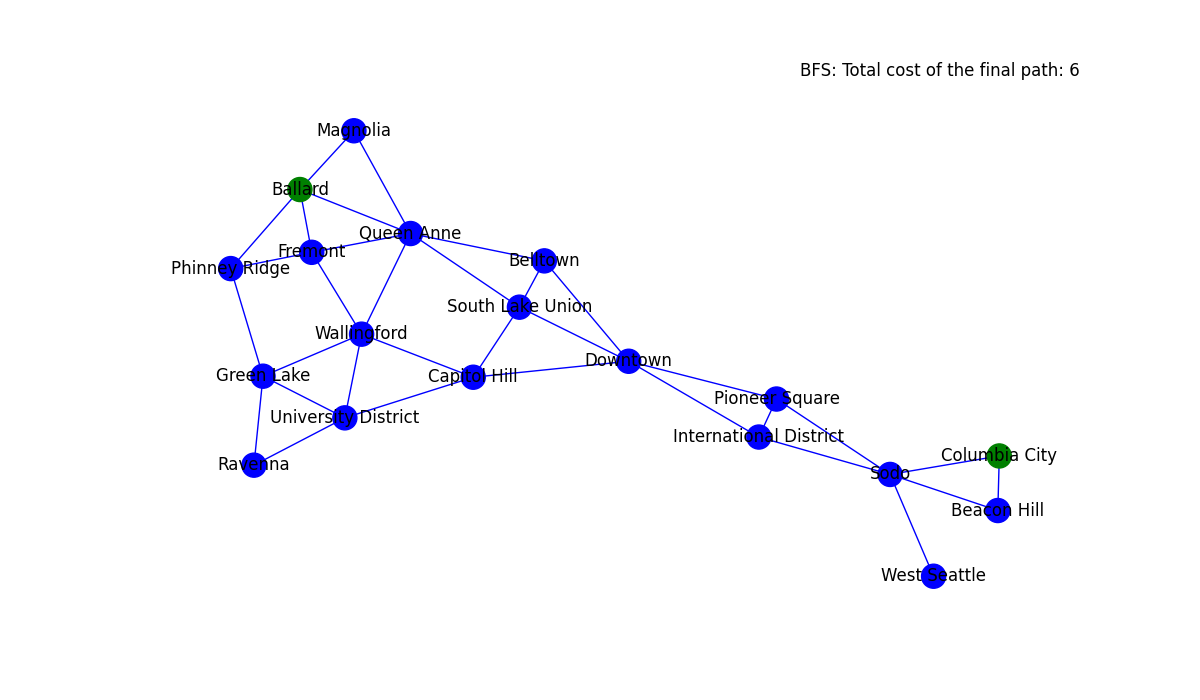 BFS: Total cost of the final path: 6
Magnolia
Ballard
Queen Anne
Fremont
Belltown
Phinney Ridge
South Lake Union
Wallingford
Downtown
Green Lake
Capitol Hill
Pioneer Square
University District
International District
Columbia City
Ravenna
Sodo
Beacon Hill
West Seattle